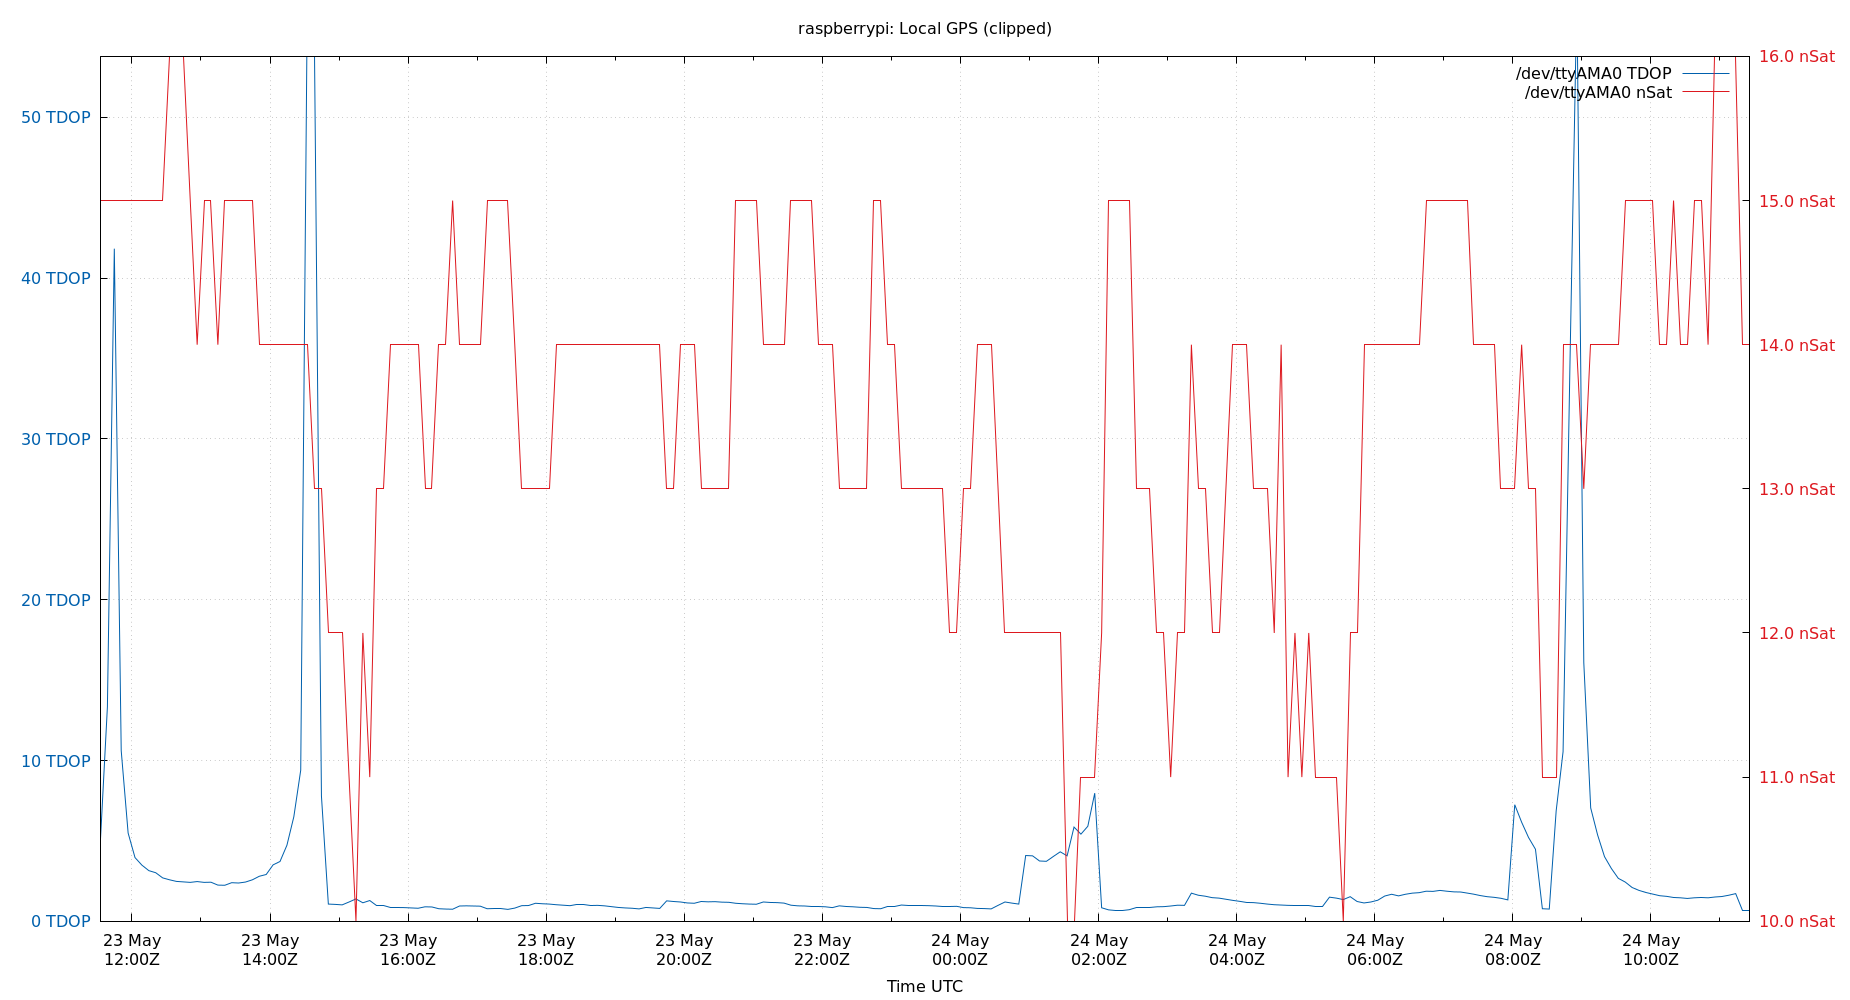 raspberrypi: Local GPS (clipped)
16.0 nSat
/dev/ttyAMA0 TDOP
/dev/ttyAMA0 nSat
50 TDOP
15.0 nSat
40 TDOP
14.0 nSat
30 TDOP
13.0 nSat
20 TDOP
12.0 nSat
10 TDOP
11.0 nSat
0 TDOP
10.0 nSat
23 May 23 May 23 May 23 May 23 May 23 May 24 May 24 May 24 May 24 May 24 May 24 May
12:00Z 14:00Z 16:00Z 18:00Z 20:00Z 22:00Z 00:00Z 02:00Z 04:00Z 06:00Z 08:00Z 10:00Z
Time UTC